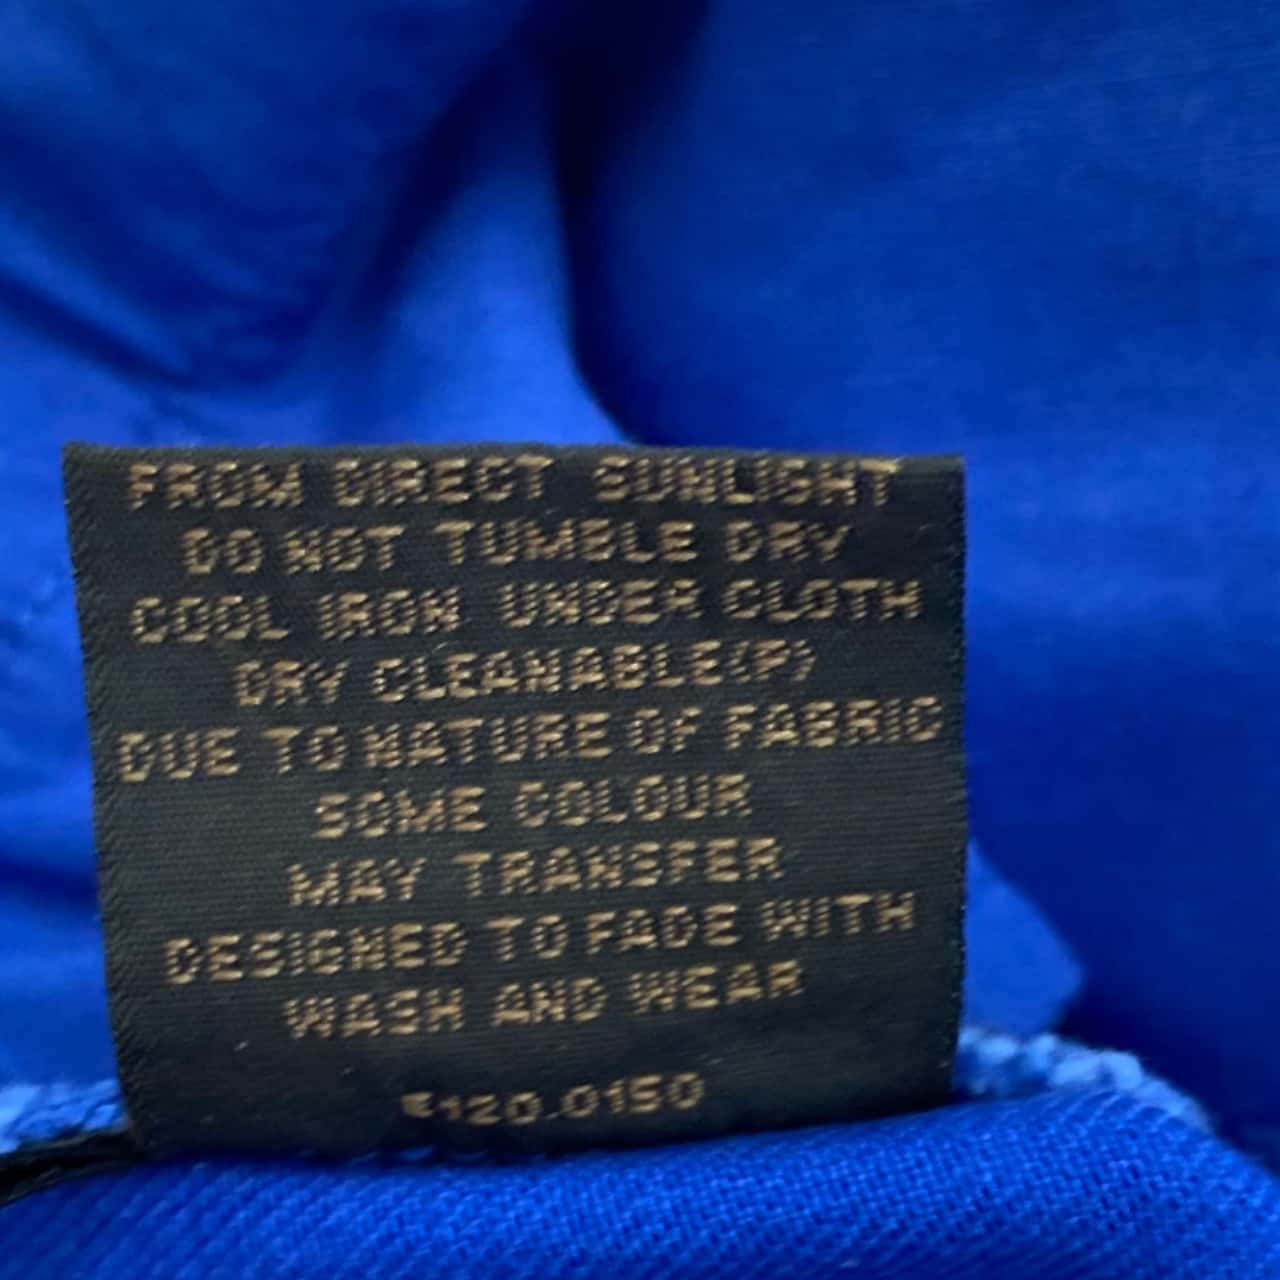 FROM DIRECT SUNLIGHT
DO NOT TUMBLE DRY
COOL IRON UNDER CLOTH
DRY CLEANABLE(P)
DUE TO NATURE OF FABRIC
SOME COLOUR
MAY TRANSFER
DESIGNED TO FADE WITH
WASH AND WEAR
E120.0150